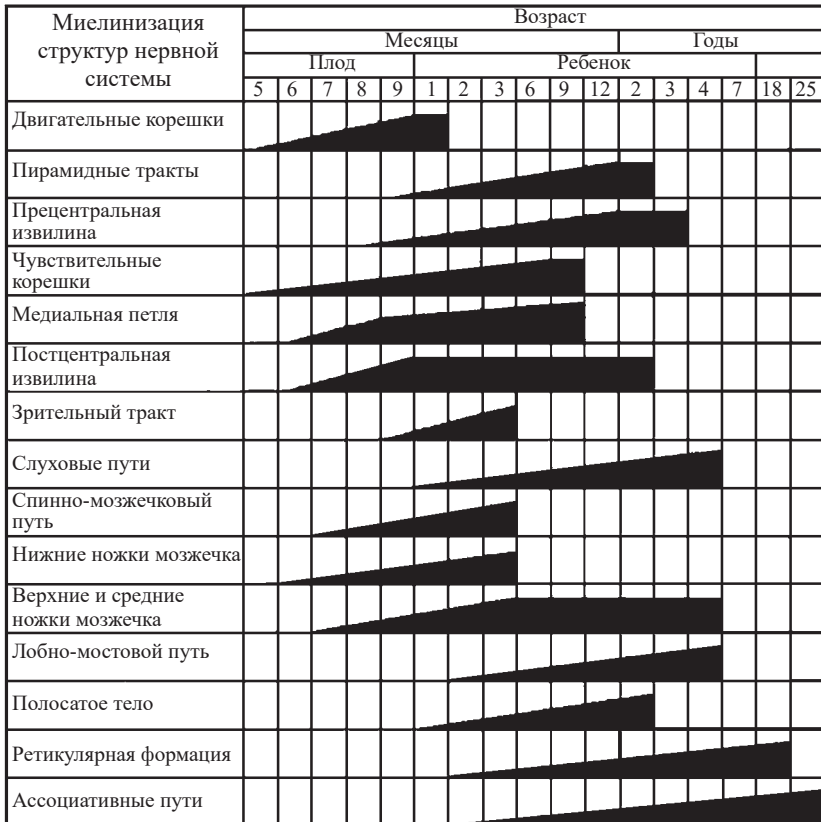 Миелинизация
структур нервной
системы
Возраст
Месяцы Годы
Плод Ребенок
5 6 7 8 9 1 2 3 6 9 12 2 3 4 7 18 25
Двигательные корешки
Пирамидные тракты
Прецентральная
извилина
Чувствительные
корешки
Медиальная петля
Постцентральная
извилина
Зрительный тракт
Слуховые пути
Спинно-мозжечковый
путь
Нижние ножки мозжечка
Верхние и средние
ножки мозжечка
Лобно-мостовой путь
Полосатое тело
Ретикулярная формация
Ассоциативные пути